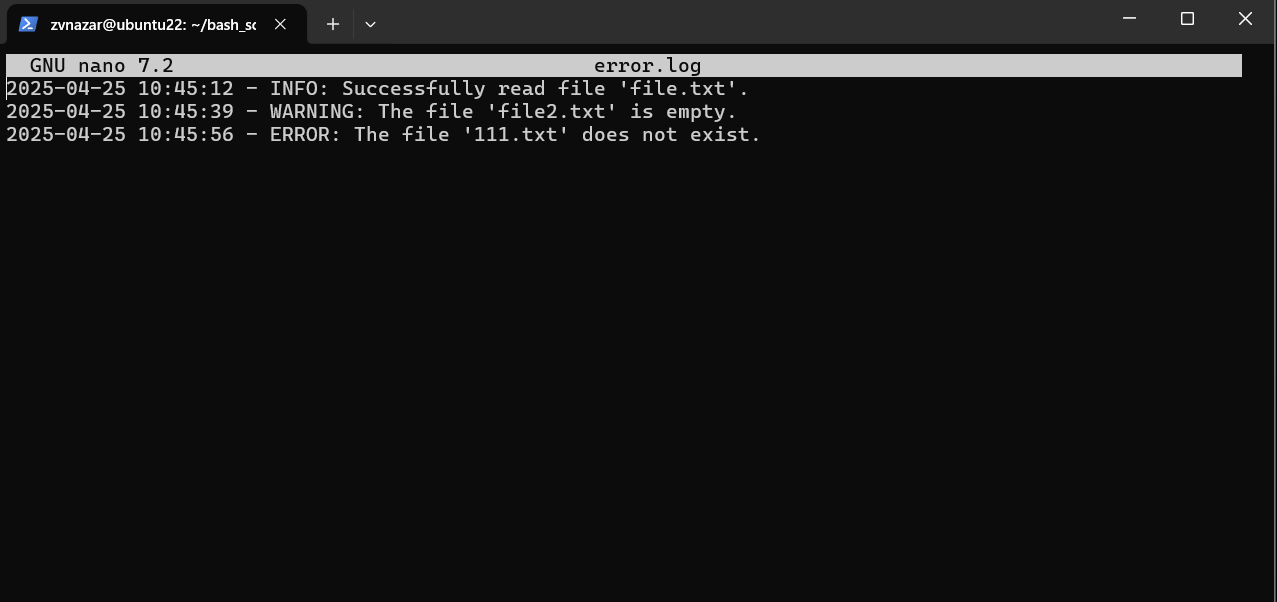 zvnazar@ubuntu22: ~/bash_sc
GNU nano 7.2 error.log
2025-04-25 10:45:12 - INFO: Successfully read file 'file.txt'.
2025-04-25 10:45:39 - WARNING: The file 'file2.txt' is empty.
2025-04-25 10:45:56 - ERROR: The file '111.txt' does not exist.